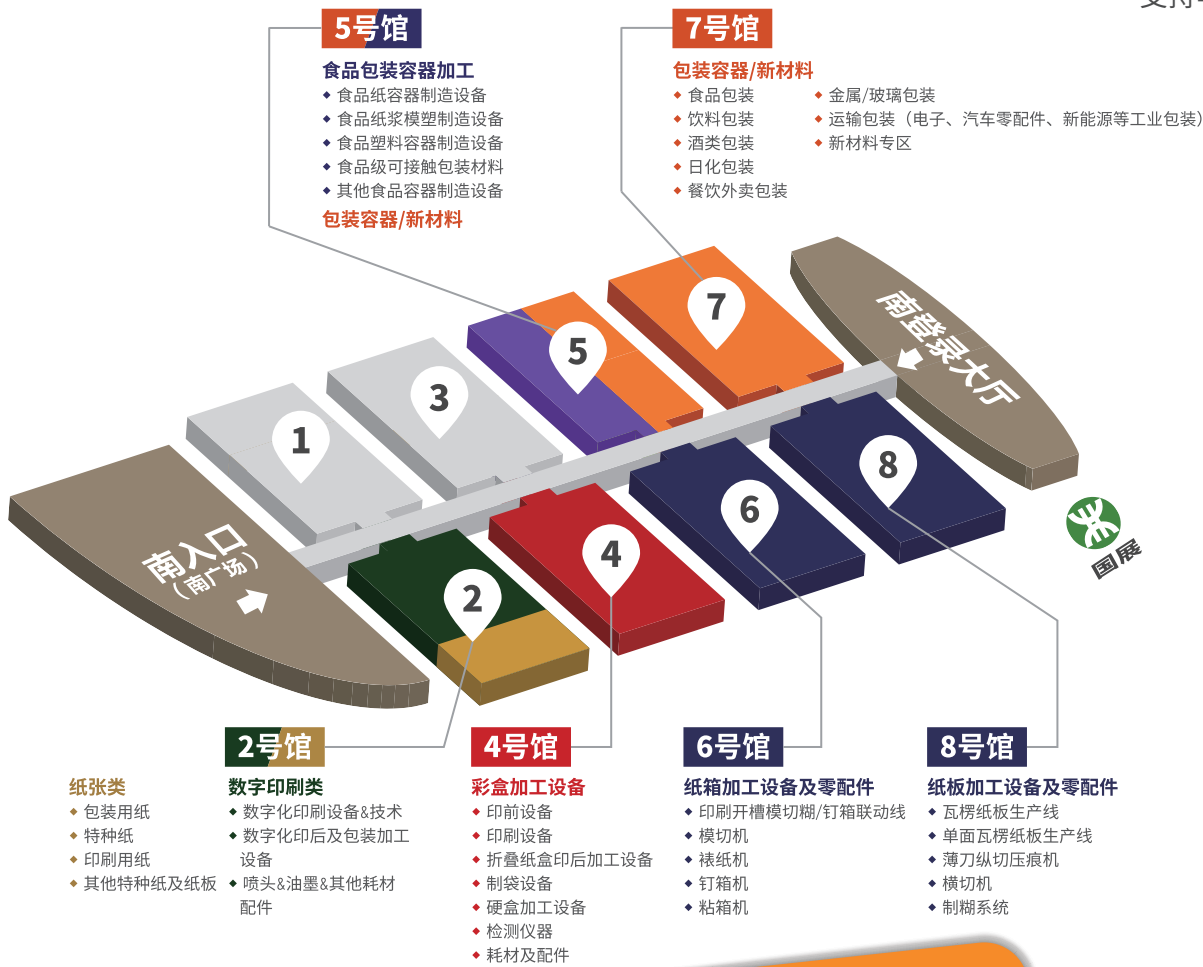 5号馆
食品包装容器加工
食品纸容器制造设备
食品纸浆模塑制造设备
食品塑料容器制造设备
食品级可接触包装材料
其他食品容器制造设备
包装容器/新材料
7号馆
包装容器/新材料
食品包装
饮料包装
酒类包装
日化包装
餐饮外卖包装
金属/玻璃包装
运输包装（电子、汽车零配件、新能源等工业包装）
新材料专区
7
5
3
1
南登录大厅
8
6
4
2
南入口
（南广场）
国展
2号馆
纸张类
包装用纸
特种纸
印刷用纸
其他特种纸及纸板
数字印刷类
数字化印刷设备&技术
数字化印后及包装加工
设备
喷头&油墨&其他耗材
配件
4号馆
彩盒加工设备
印前设备
印刷设备
折叠纸盒印后加工设备
制袋设备
硬盒加工设备
检测仪器
耗材及配件
6号馆
纸箱加工设备及零配件
印刷开槽模切糊/钉箱联动线
模切机
裱纸机
钉箱机
粘箱机
8号馆
纸板加工设备及零配件
瓦楞纸板生产线
单面瓦楞纸板生产线
薄刀纵切压痕机
横切机
制糊系统